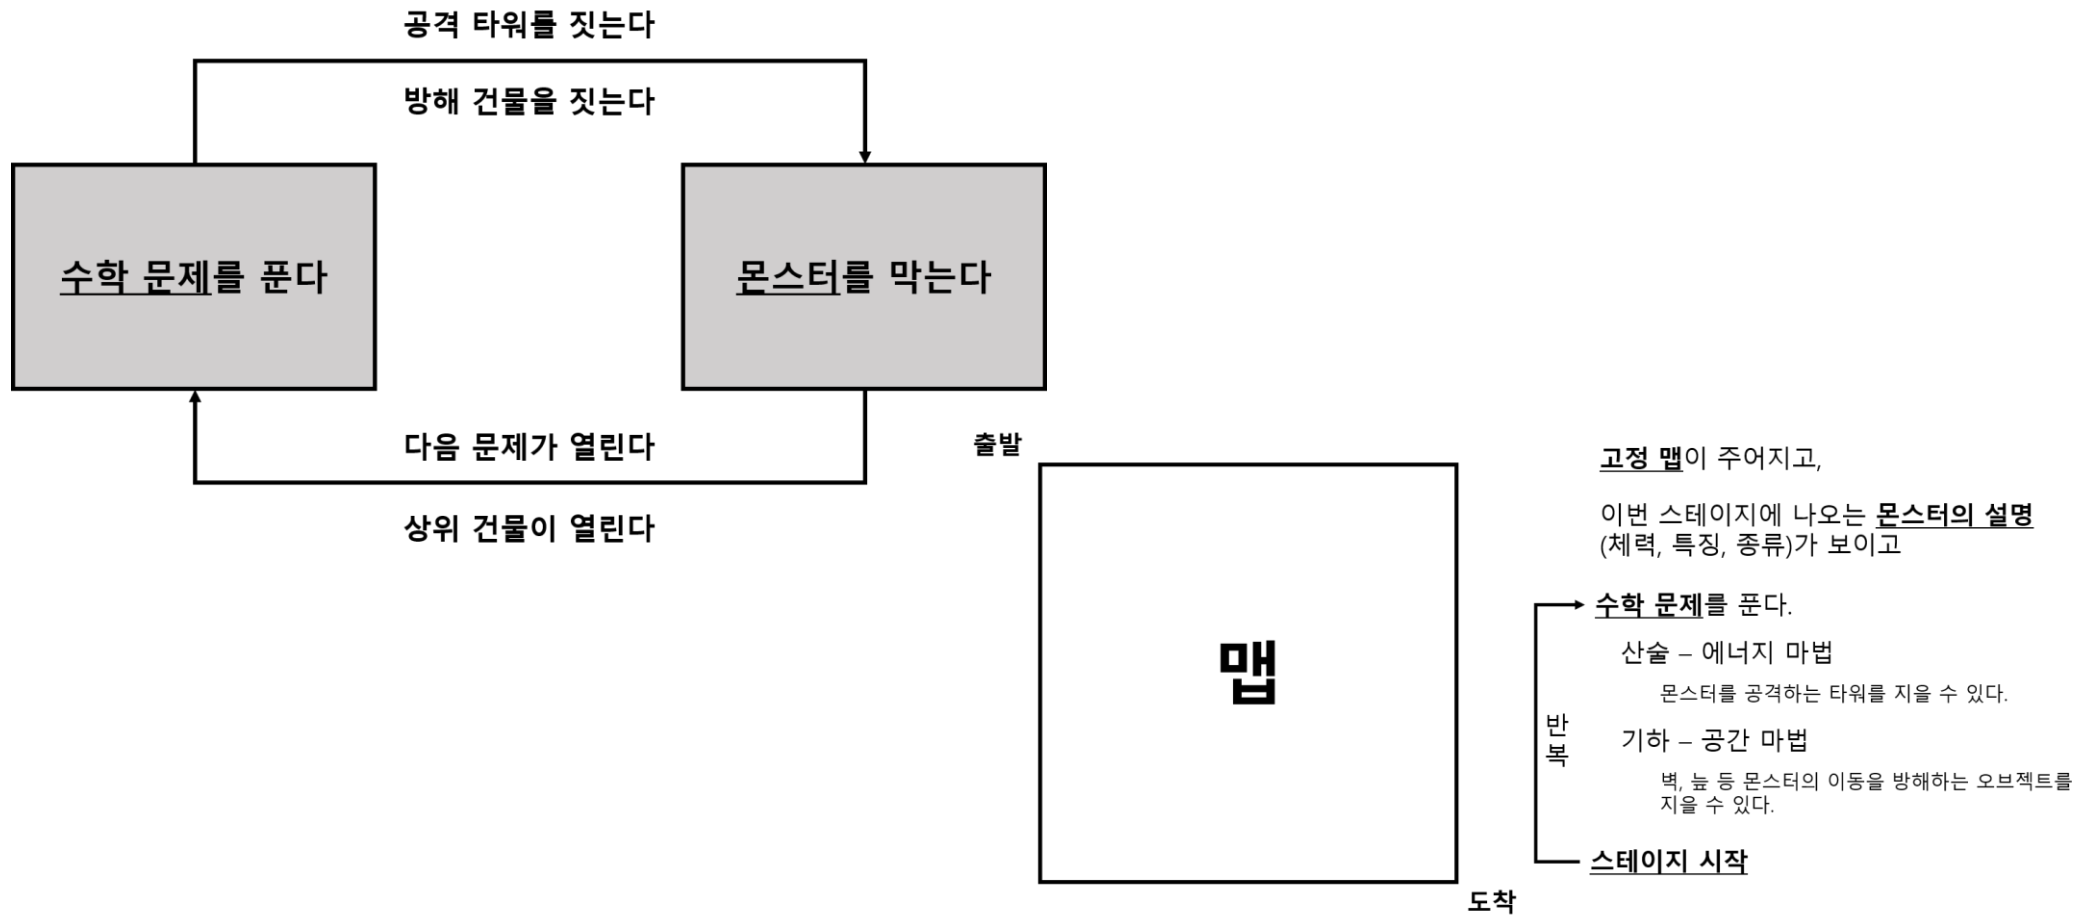 공격 타워를 짓는다
방해 건물을 짓는다
수학 문제를 푼다
몬스터를 막는다
다음 문제가 열린다
상위 건물이 열린다
출발
맵
도착
고정 맵이 주어지고,
이번 스테이지에 나오는 몬스터의 설명
(체력, 특징, 종류)가 보이고
수학 문제를 푼다.
산술 – 에너지 마법
몬스터를 공격하는 타워를 지을 수 있다.
기하 – 공간 마법
벽, 늪 등 몬스터의 이동을 방해하는 오브젝트를
지을 수 있다.
반
복
스테이지 시작